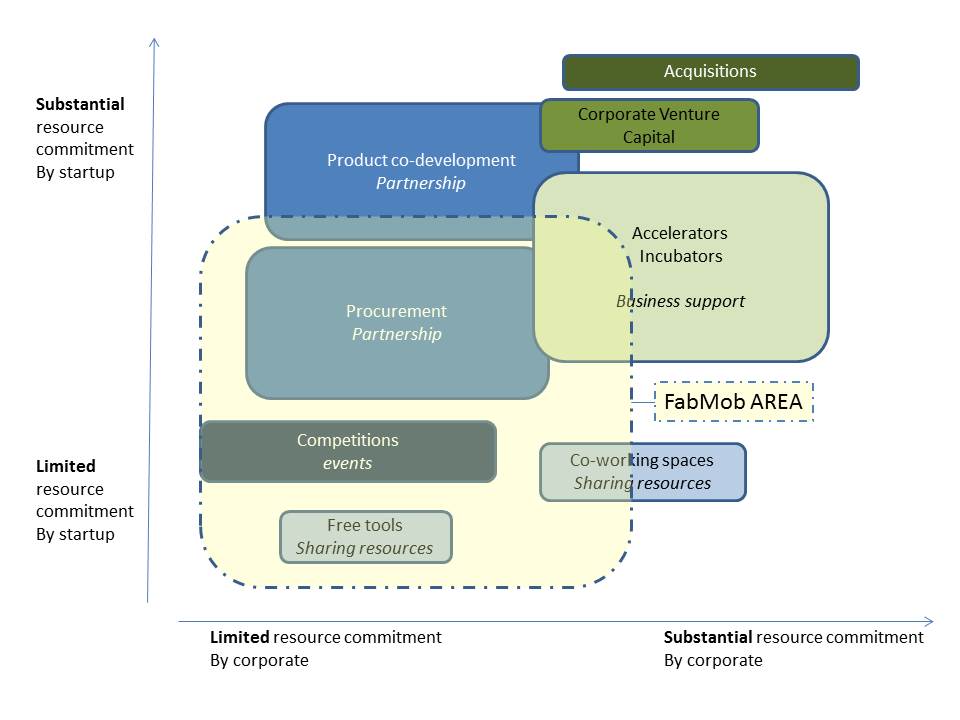 Acquisitions
Substantial
resource
commitment
By startup
Corporate Venture
Capital
Product co-development
Partnership
Accelerators
Incubators
Business support
Procurement
Partnership
FabMob AREA
Competitions
events
Limited
resource
commitment
By startup
Co-working spaces
Sharing resources
Free tools
Sharing resources
Limited resource commitment
By corporate
Substantial resource commitment
By corporate